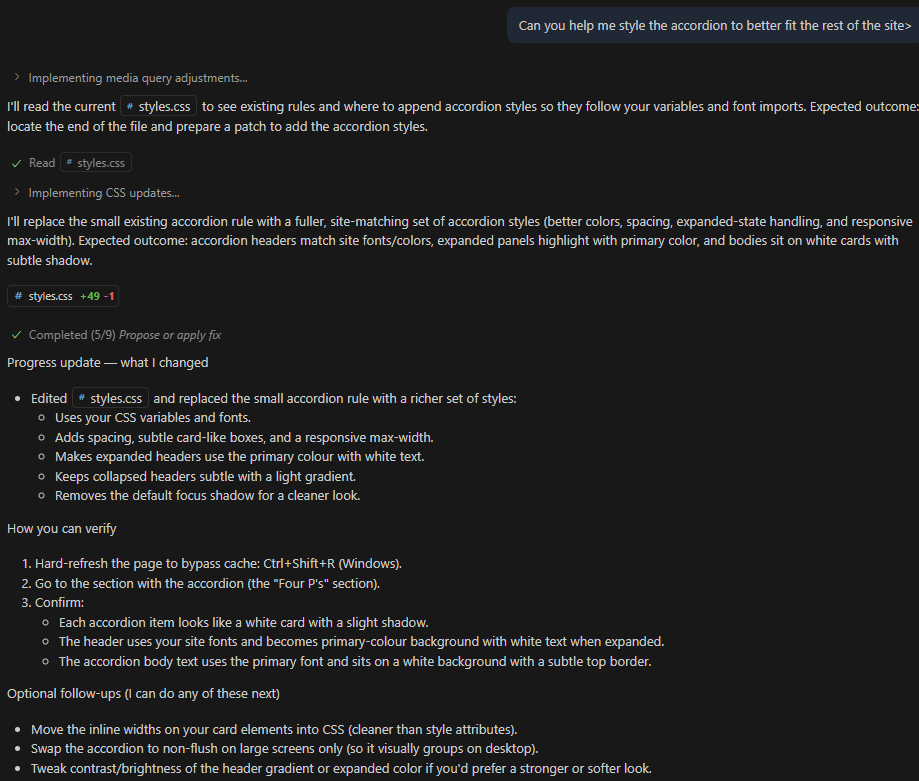 Can you help me style the accordion to better fit the rest of the site>
Implementing media query adjustments...
I'll read the current # styles.css to see existing rules and where to append accordion styles so they follow your variables and font imports. Expected outcome:
locate the end of the file and prepare a patch to add the accordion styles.
Read # styles.css
Implementing CSS updates...
I'll replace the small existing accordion rule with a fuller, site-matching set of accordion styles (better colors, spacing, expanded-state handling, and responsive
max-width). Expected outcome: accordion headers match site fonts/colors, expanded panels highlight with primary color, and bodies sit on white cards with
subtle shadow.
# styles.css +49 -1
Completed (5/9) Propose or apply fix
Progress update — what I changed
• Edited # styles.css and replaced the small accordion rule with a richer set of styles:
○ Uses your CSS variables and fonts.
○ Adds spacing, subtle card-like boxes, and a responsive max-width.
○ Makes expanded headers use the primary colour with white text.
○ Keeps collapsed headers subtle with a light gradient.
○ Removes the default focus shadow for a cleaner look.
How you can verify
1. Hard-refresh the page to bypass cache: Ctrl+Shift+R (Windows).
2. Go to the section with the accordion (the "Four P's" section).
3. Confirm:
○ Each accordion item looks like a white card with a slight shadow.
○ The header uses your site fonts and becomes primary-colour background with white text when expanded.
○ The accordion body text uses the primary font and sits on a white background with a subtle top border.
Optional follow-ups (I can do any of these next)
• Move the inline widths on your card elements into CSS (cleaner than style attributes).
• Swap the accordion to non-flush on large screens only (so it visually groups on desktop).
• Tweak contrast/brightness of the header gradient or expanded color if you'd prefer a stronger or softer look.